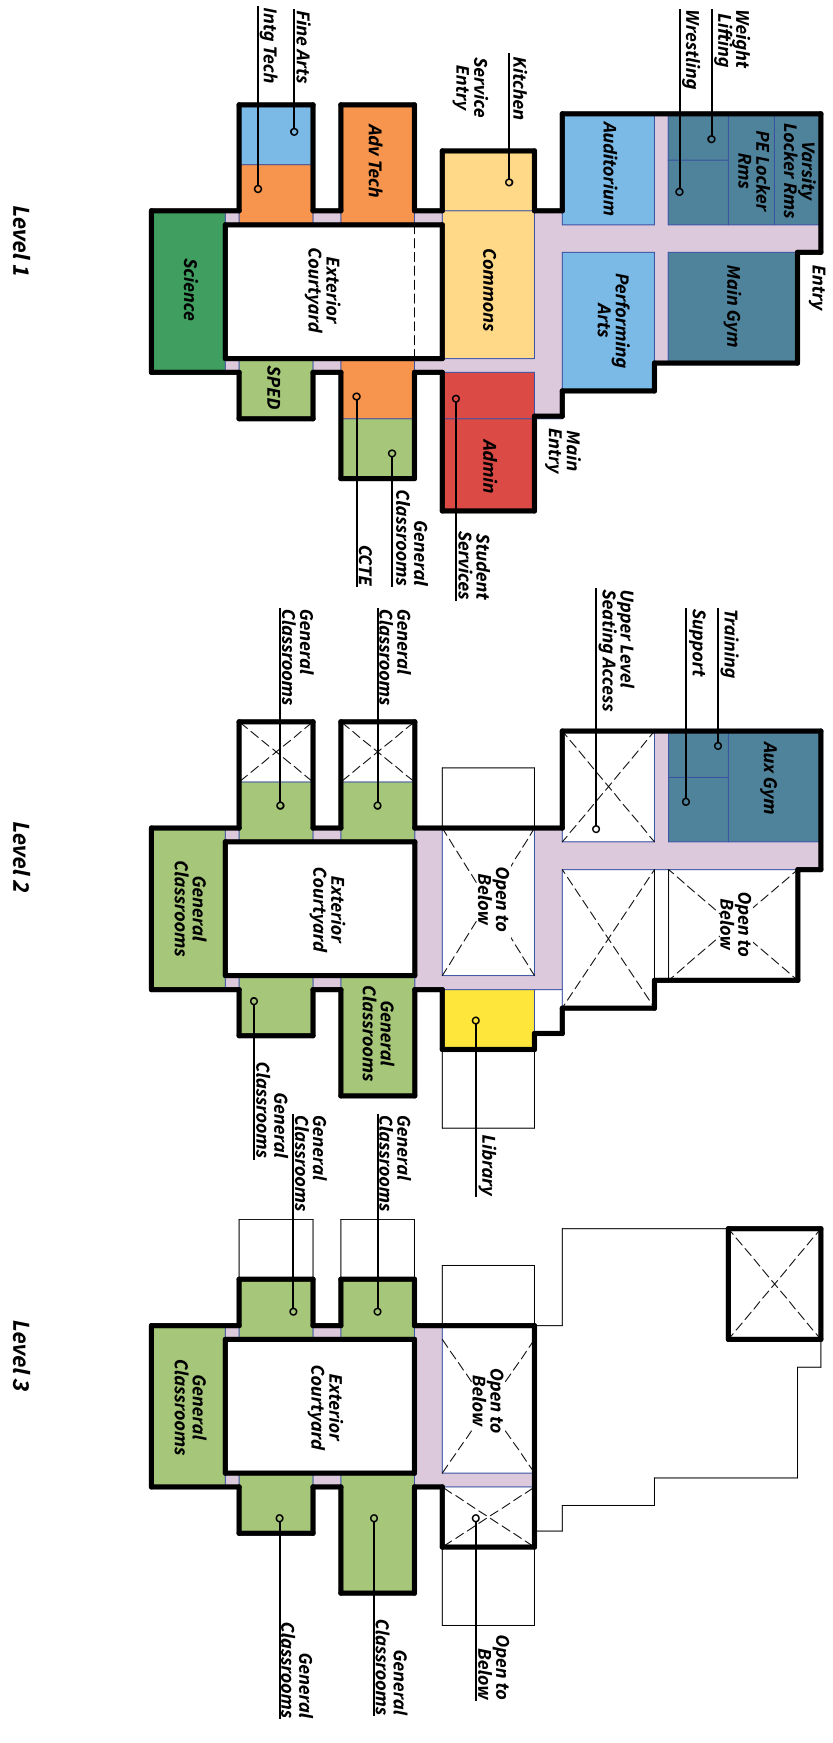 Level 1
Intg Tech
Fine Arts
Adv Tech
Service
Entry
Kitchen
Auditorium
Wrestling
Weight
Lifting
PE Locker
Rms
Varsity
Locker Rms
Science
Exterior
Courtyard
Commons
Performing
Arts
Main Gym
Entry
SPED
CCTE
General
Classrooms
Admin
Student
Services
Main
Entry
Level 2
General
Classrooms
General
Classrooms
Upper Level
Seating Access
Support
Training
Aux Gym
General
Classrooms
Exterior
Courtyard
Open to
Below
Open to
Below
General
Classrooms
General
Classrooms
Library
Level 3
General
Classrooms
General
Classrooms
General
Classrooms
Exterior
Courtyard
Open to
Below
General
Classrooms
General
Classrooms
Open to
Below